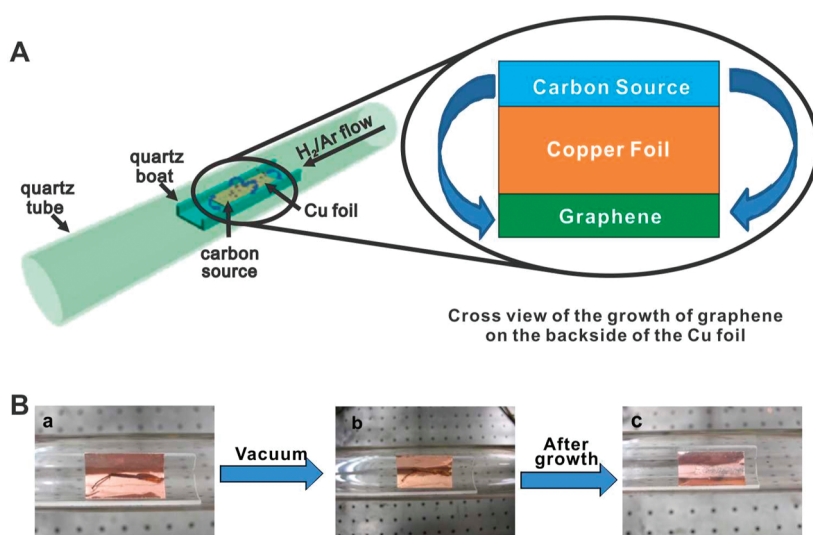 A
quartz
tube
quartz
boat
H₂/Ar flow
Cu foil
carbon
source
Carbon Source
Copper Foil
Graphene
Cross view of the growth of graphene
on the backside of the Cu foil
B
a
Vacuum
b
After
growth
c